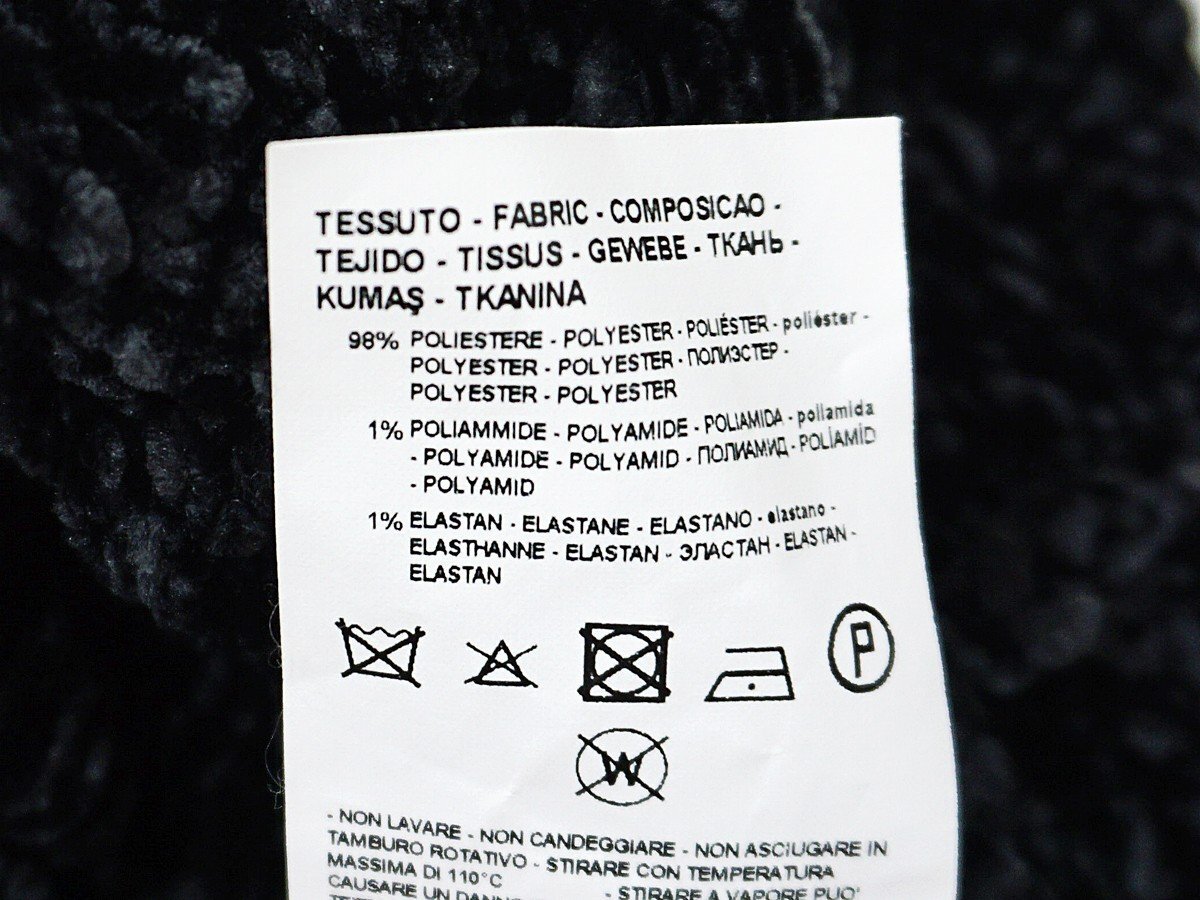 TESSUTO - FABRIC - COMPOSICAO -
TEJIDO - TISSUS - GEWEBE - ТКАНЬ -
KUMAŞ - TKANINA
98% POLIESTERE - POLYESTER - POLIÉSTER - poliéster -
POLYESTER - POLYESTER - ПОЛИЭСТЕР -
POLYESTER - POLYESTER
1% POLIAMMIDE - POLYAMIDE - POLIAMIDA - poliamida
- POLYAMIDE - POLYAMID - ПОЛИАМИД - POLİAMİD
- POLYAMID
1% ELASTAN - ELASTANE - ELASTANO - elastano -
ELASTHANNE - ELASTAN - ЭЛАСТАН - ELASTAN -
ELASTAN
P
W
- NON LAVARE - NON CANDEGGIARE - NON ASCIUGARE IN
TAMBURO ROTATIVO - STIRARE CON TEMPERATURA
MASSIMA DI 110°C
- STIRARE A VAPORE PUO'
CAUSARE UN